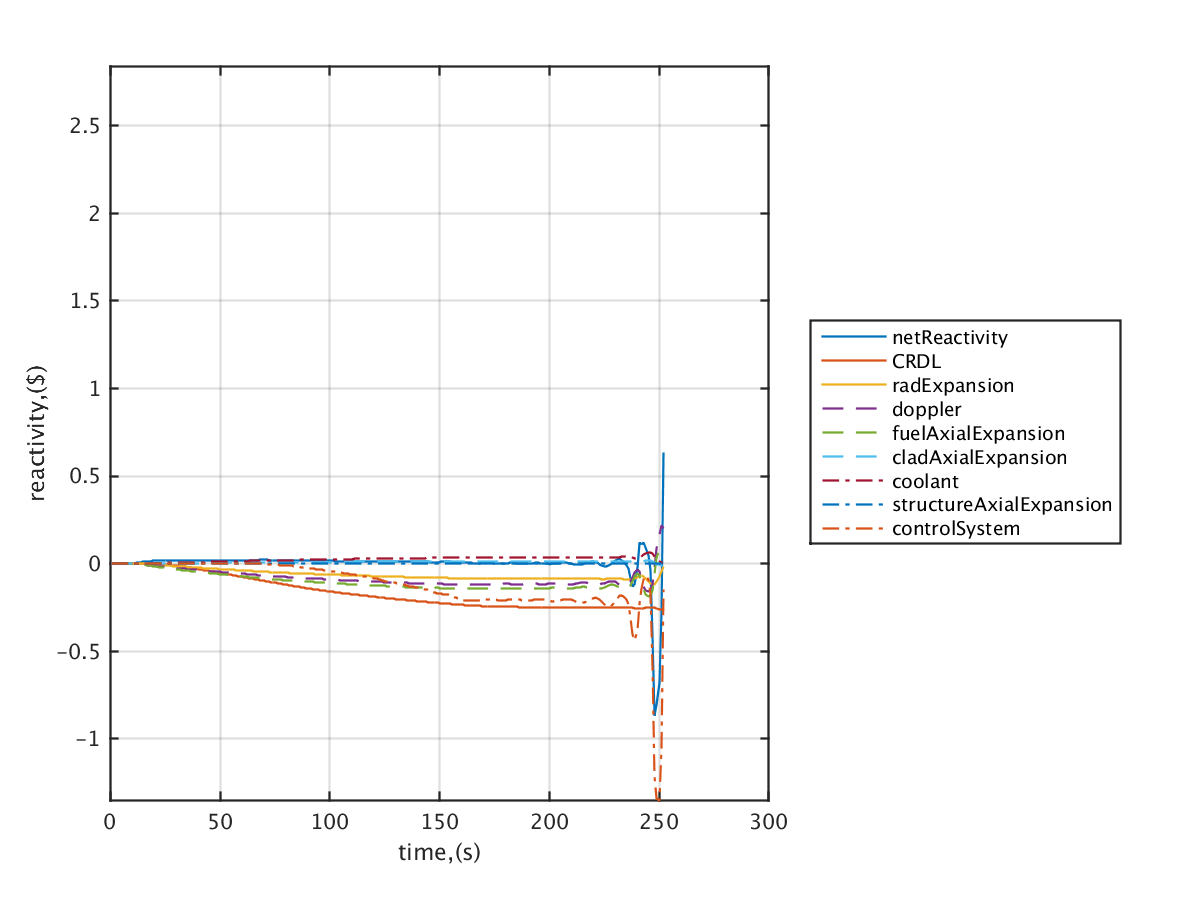 2.5
2
1.5
1
0.5
0
−0.5
−1
0 50 100 150 200 250 300
time,(s)
reactivity,($)
netReactivity
CRDL
radExpansion
doppler
fuelAxialExpansion
cladAxialExpansion
coolant
structureAxialExpansion
controlSystem